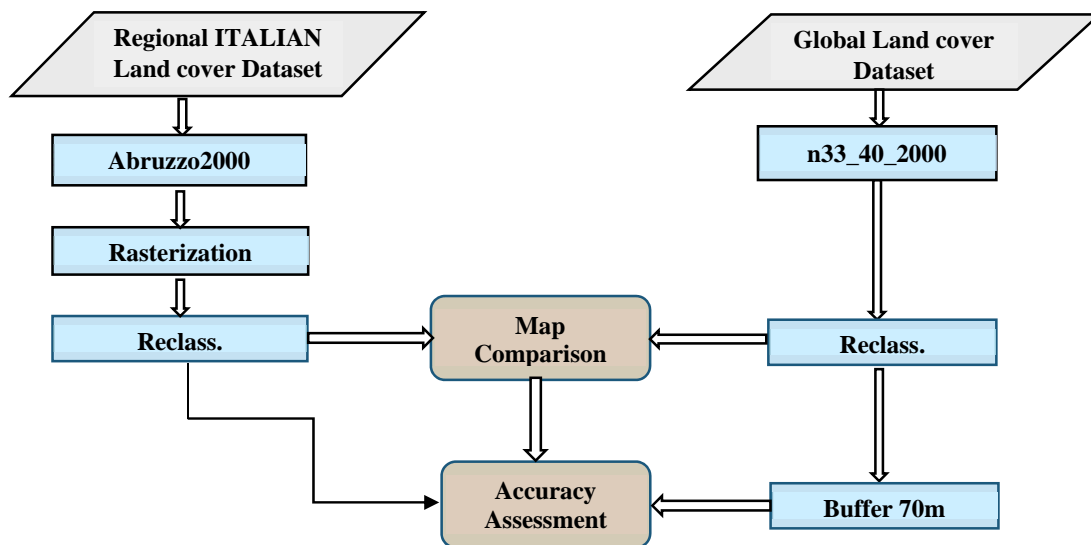 Regional ITALIAN
Land cover Dataset
Global Land cover
Dataset
Abruzzo2000
n33_40_2000
Rasterization
Reclass.
Map
Comparison
Reclass.
Accuracy
Assessment
Buffer 70m